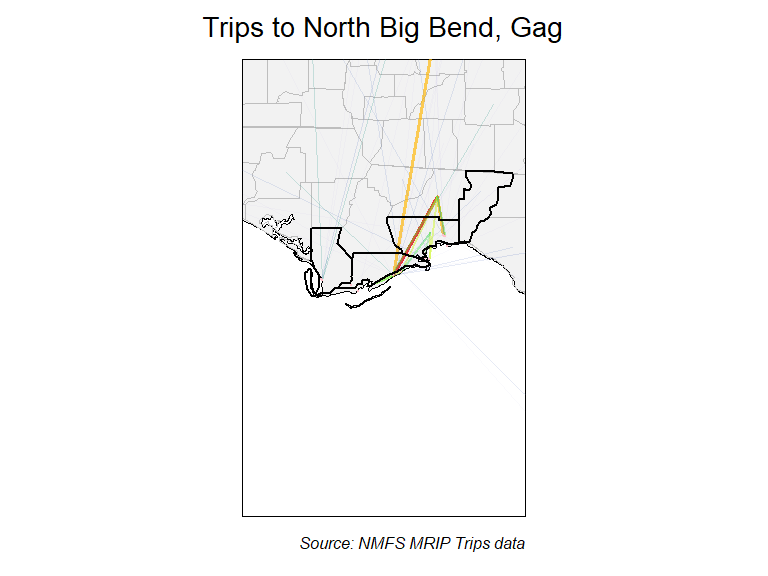 Trips to North Big Bend, Gag
Source: NMFS MRIP Trips data